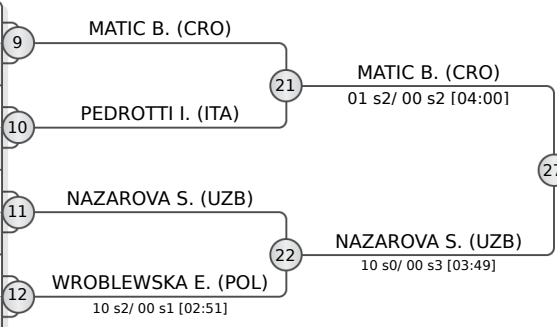 9
MATIC B. (CRO)
21
MATIC B. (CRO)
01 s2/ 00 s2 [04:00]
10
PEDROTTI I. (ITA)
27
11
NAZAROVA S. (UZB)
22
NAZAROVA S. (UZB)
10 s0/ 00 s3 [03:49]
12
WROBLEWSKA E. (POL)
10 s2/ 00 s1 [02:51]